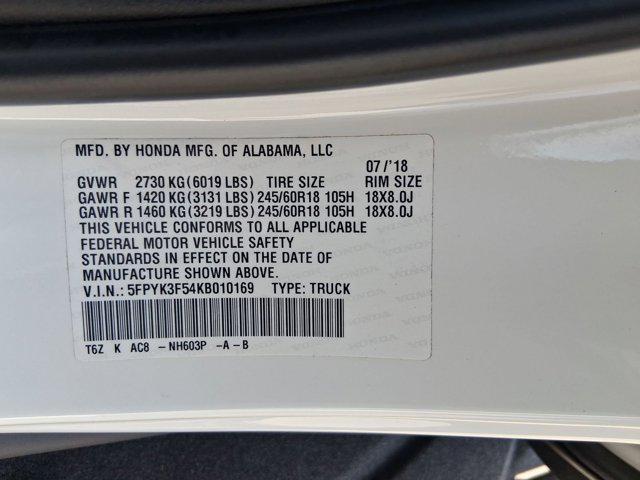 MFD. BY HONDA MFG. OF ALABAMA, LLC
07/'18
GVWR 2730 KG(6019 LBS) TIRE SIZE RIM SIZE
GAWR F 1420 KG(3131 LBS) 245/60R18 105H 18X8.0J
GAWR R 1460 KG(3219 LBS) 245/60R18 105H 18X8.0J
THIS VEHICLE CONFORMS TO ALL APPLICABLE
FEDERAL MOTOR VEHICLE SAFETY
STANDARDS IN EFFECT ON THE DATE OF
MANUFACTURE SHOWN ABOVE.
V.I.N.: 5FPYK3F54KB010169 TYPE: TRUCK
T6Z K AC8 - NH603P -A - B